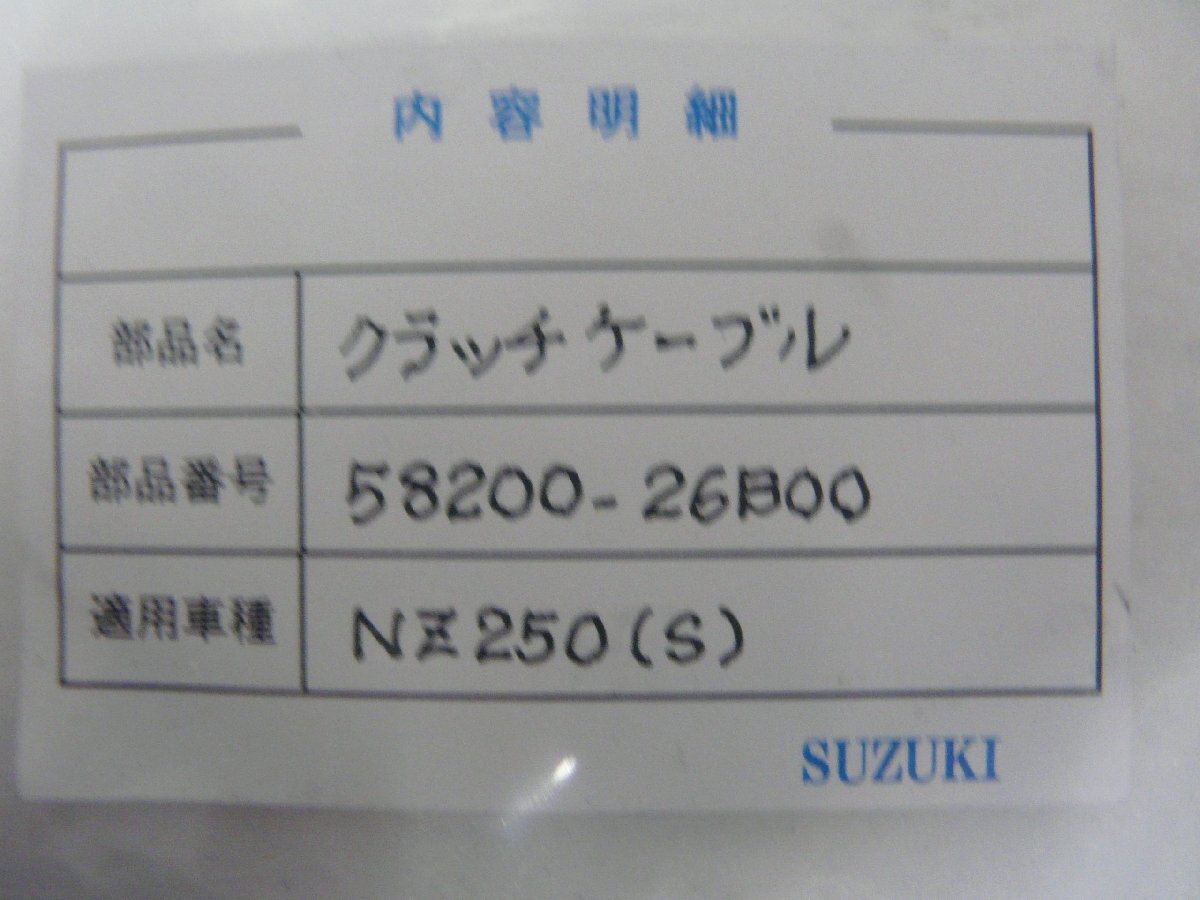 内容明細
部品名 クラッチケーブル
部品番号 58200-26B00
適用車種 NZ250(S)
SUZUKI